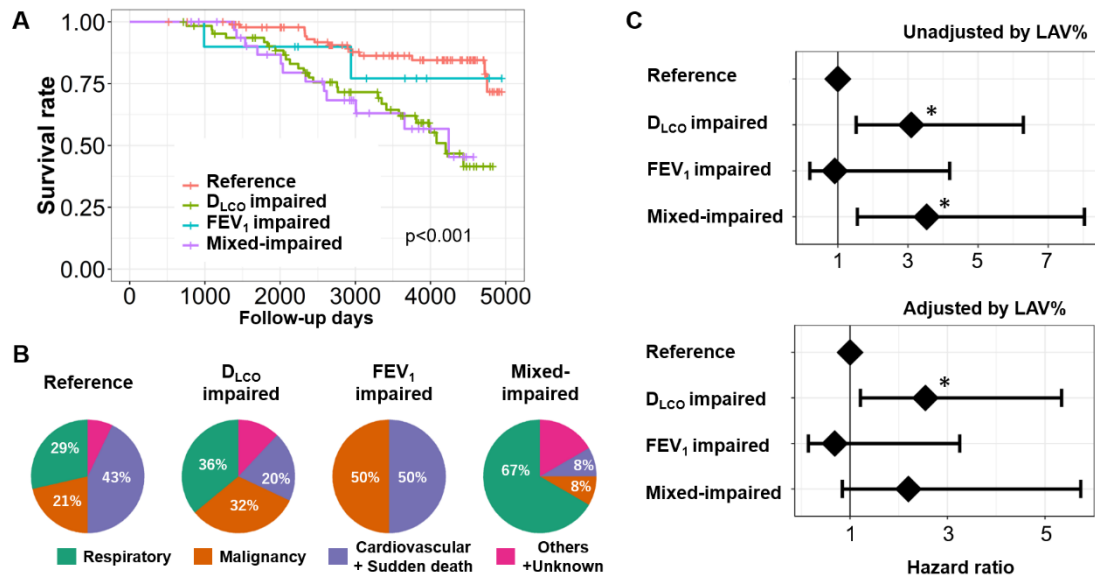 A
1.00
0.75
0.50
0.25
0.00
Survival rate
Reference
DLCO impaired
FEV1 impaired
Mixed-impaired
p<0.001
0 1000 2000 3000 4000 5000
Follow-up days
B
Reference
DLCO
impaired
FEV1
impaired
Mixed-
impaired
29% 43% 21%
36% 20% 32%
50% 50%
67% 8% 8%
Respiratory
Malignancy
Cardiovascular
+ Sudden death
Others
+Unknown
C
Unadjusted by LAV%
Reference
DLCO impaired *
FEV1 impaired
Mixed-impaired *
1 3 5 7
Adjusted by LAV%
Reference
DLCO impaired *
FEV1 impaired
Mixed-impaired
1 3 5
Hazard ratio